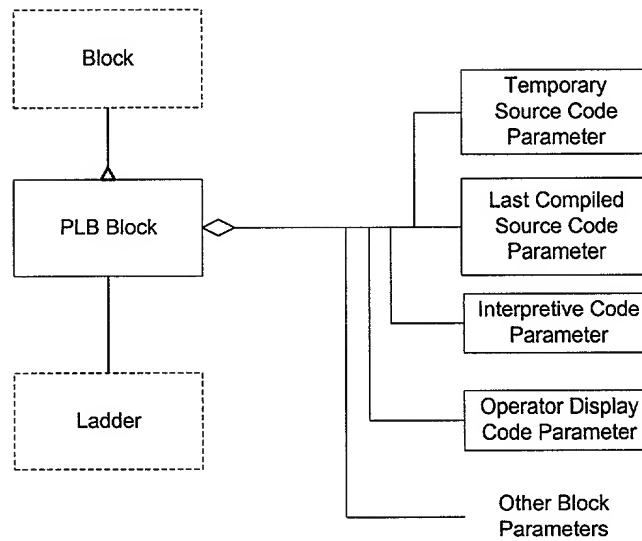 Block
PLB Block
Ladder
Temporary
Source Code
Parameter
Last Compiled
Source Code
Parameter
Interpretive Code
Parameter
Operator Display
Code Parameter
Other Block
Parameters